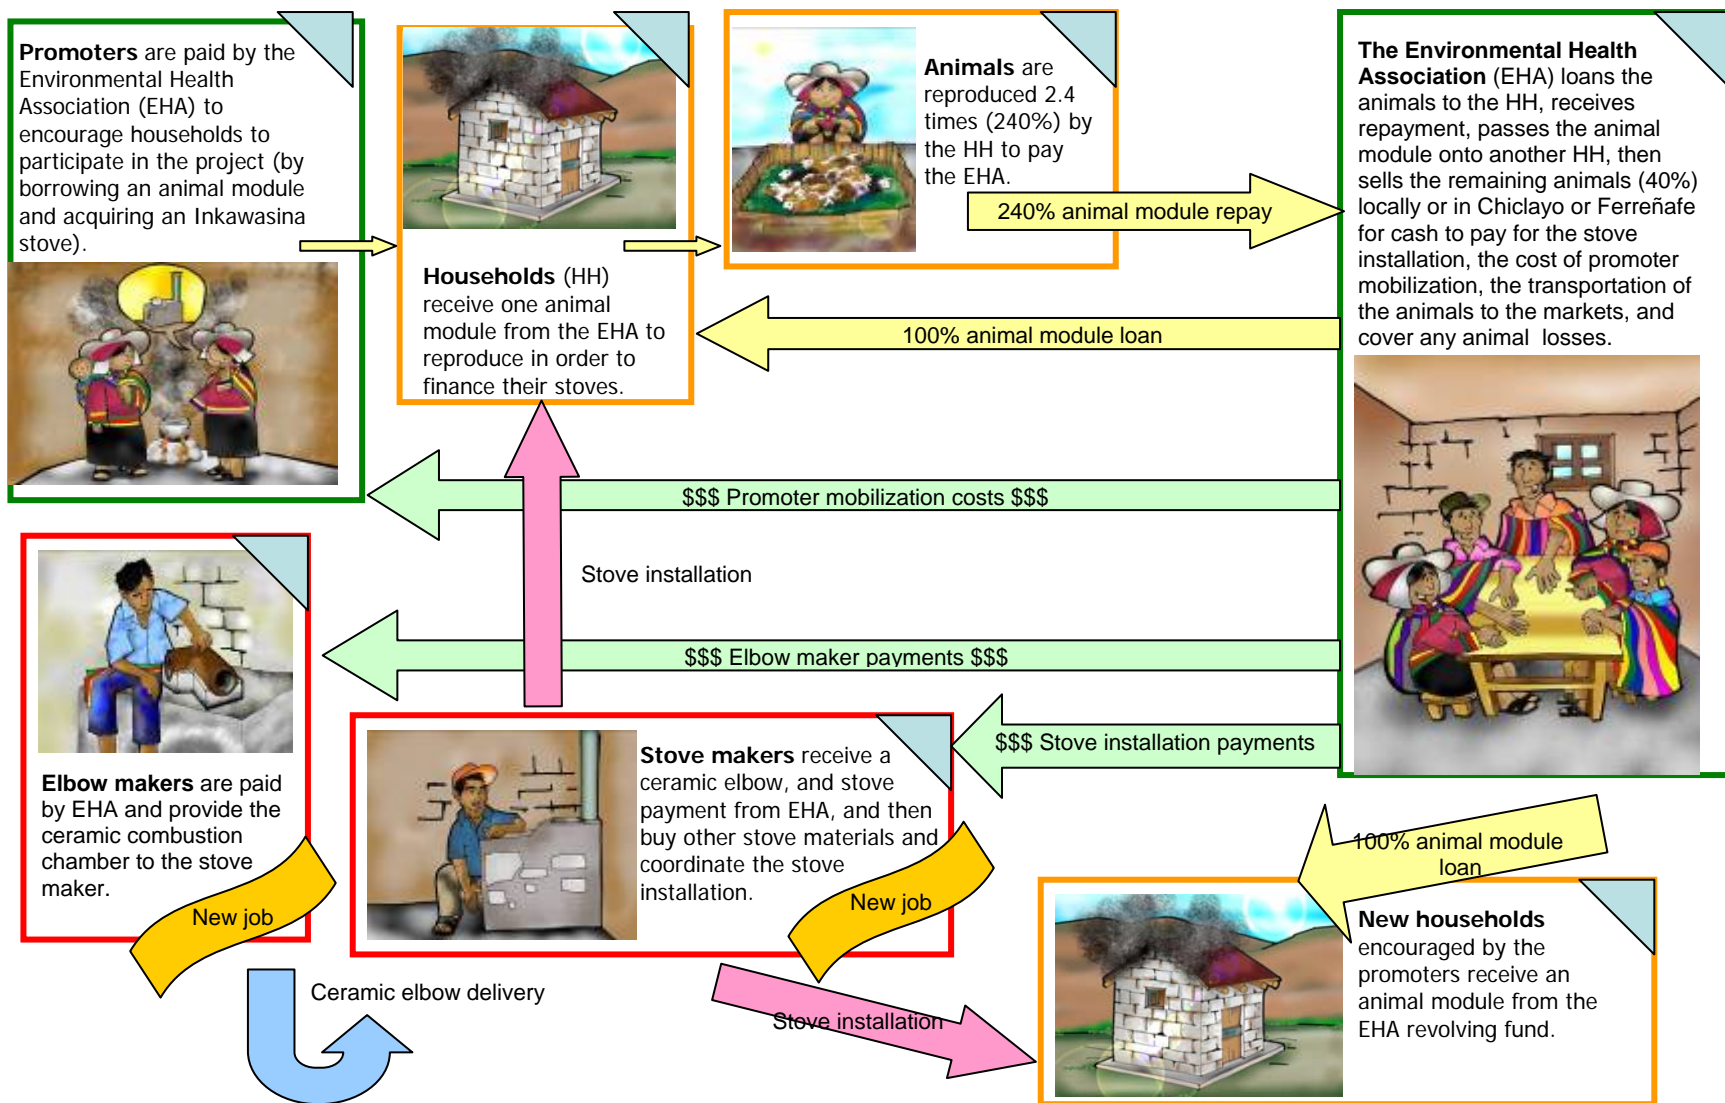 Promoters are paid by the
Environmental Health
Association (EHA) to
encourage households to
participate in the project (by
borrowing an animal module
and acquiring an Inkawasina
stove).
Households (HH)
receive one animal
module from the EHA to
reproduce in order to
finance their stoves.
Animals are
reproduced 2.4
times (240%) by
the HH to pay
the EHA.
240% animal module repay
100% animal module loan
The Environmental Health
Association (EHA) loans the
animals to the HH, receives
repayment, passes the animal
module onto another HH, then
sells the remaining animals (40%)
locally or in Chiclayo or Ferreñafe
for cash to pay for the stove
installation, the cost of promoter
mobilization, the transportation of
the animals to the markets, and
cover any animal losses.
$$$ Promoter mobilization costs $$$
Stove installation
$$$ Elbow maker payments $$$
$$$ Stove installation payments
Elbow makers are paid
by EHA and provide the
ceramic combustion
chamber to the stove
maker.
New job
Stove makers receive a
ceramic elbow, and stove
payment from EHA, and then
buy other stove materials and
coordinate the stove
installation.
New job
100% animal module
loan
New households
encouraged by the
promoters receive an
animal module from the
EHA revolving fund.
Ceramic elbow delivery
Stove installation